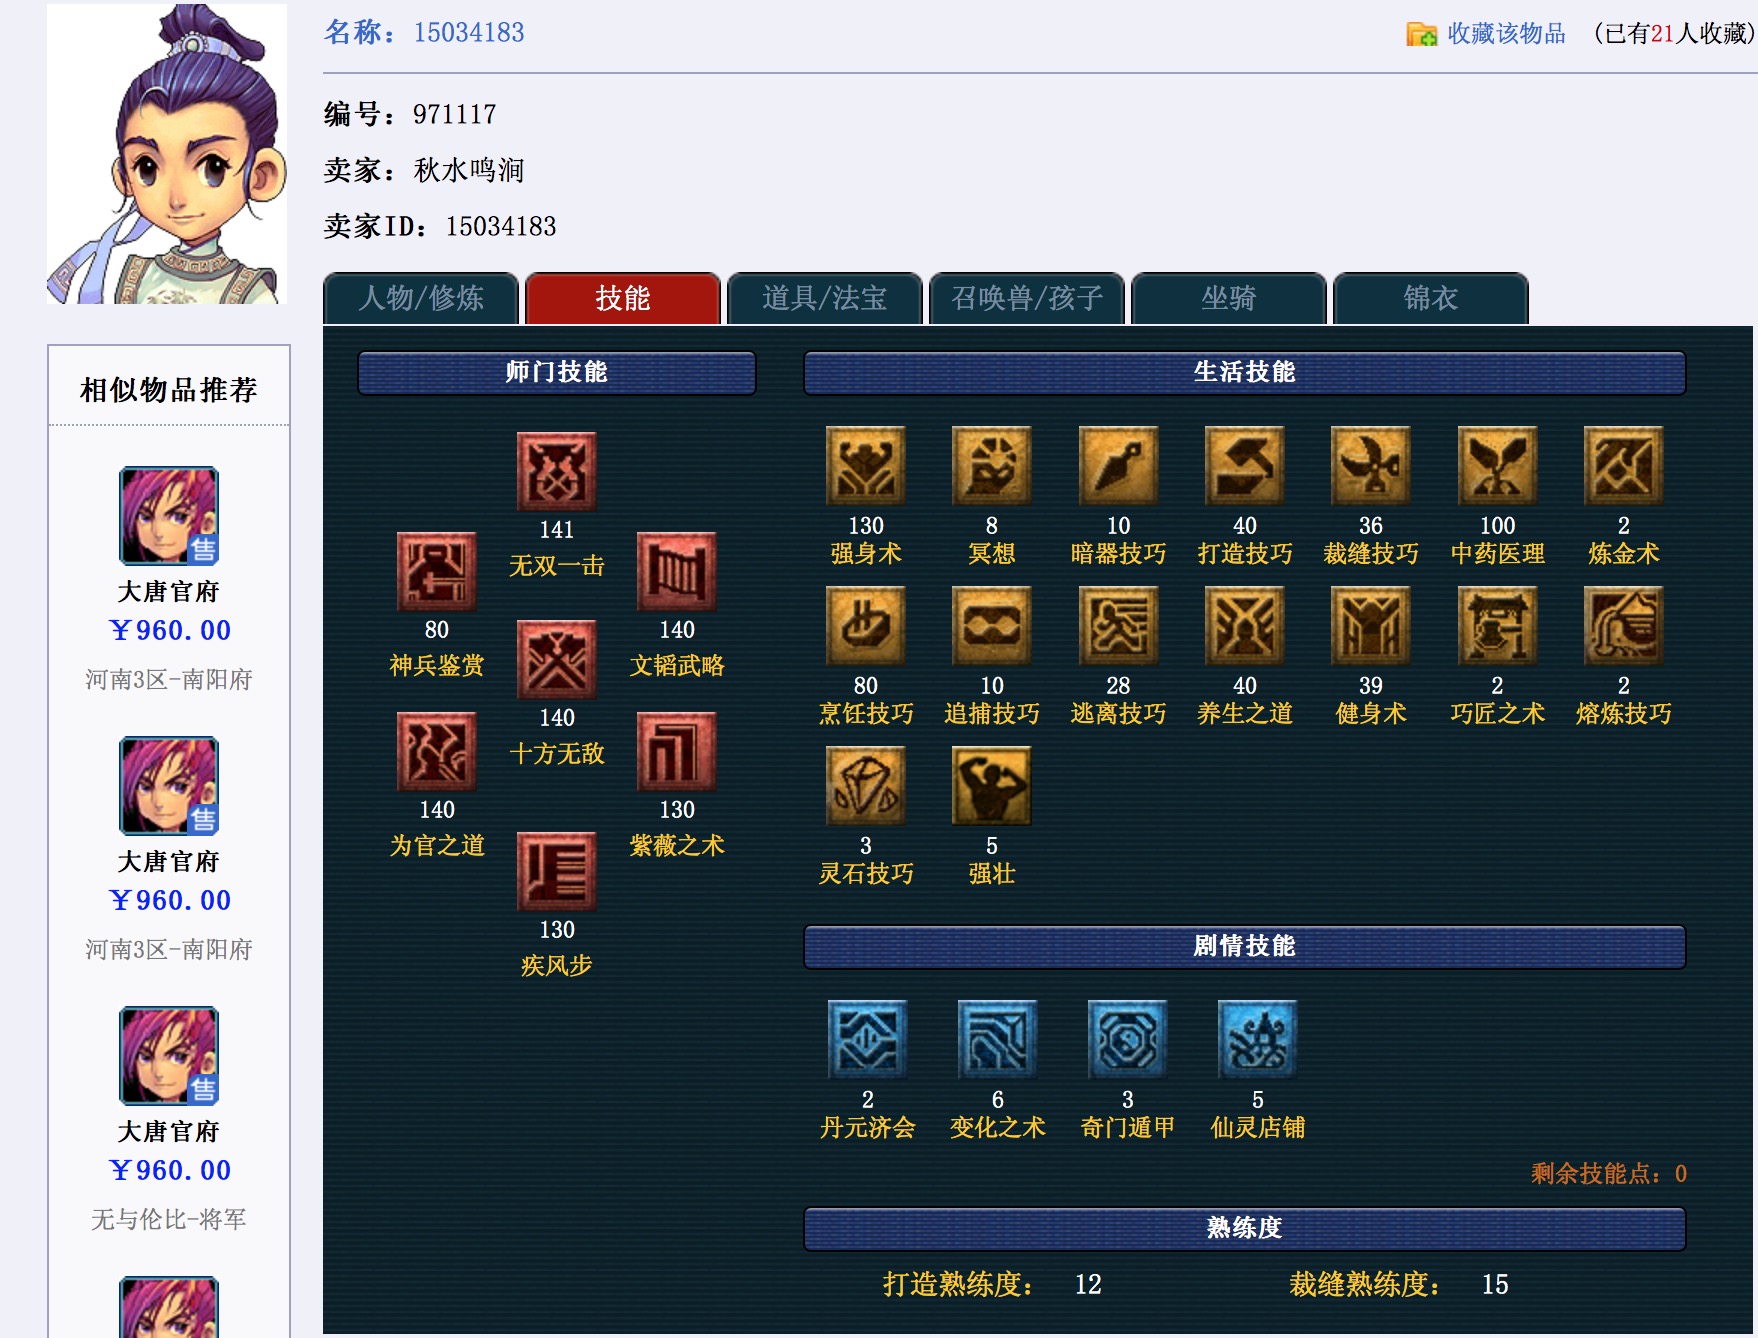 名称： 15034183
收藏该物品 (已有21人收藏)
编号： 971117
卖家： 秋水鸣涧
卖家ID： 15034183
人物/修炼 技能 道具/法宝 召唤兽/孩子 坐骑 锦衣
相似物品推荐
售
大唐官府
￥960.00
河南3区-南阳府
售
大唐官府
￥960.00
河南3区-南阳府
售
大唐官府
￥960.00
无与伦比-将军
师门技能
141
无双一击
80
神兵鉴赏
140
文韬武略
140
十方无敌
140
为官之道
130
紫薇之术
130
疾风步
生活技能
130 8 10 40 36 100 2
强身术 冥想 暗器技巧 打造技巧 裁缝技巧 中药医理 炼金术
80 10 28 40 39 2 2
烹饪技巧 追捕技巧 逃离技巧 养生之道 健身术 巧匠之术 熔炼技巧
3 5
灵石技巧 强壮
剧情技能
2 6 3 5
丹元济会 变化之术 奇门遁甲 仙灵店铺
剩余技能点：0
熟练度
打造熟练度： 12 裁缝熟练度： 15